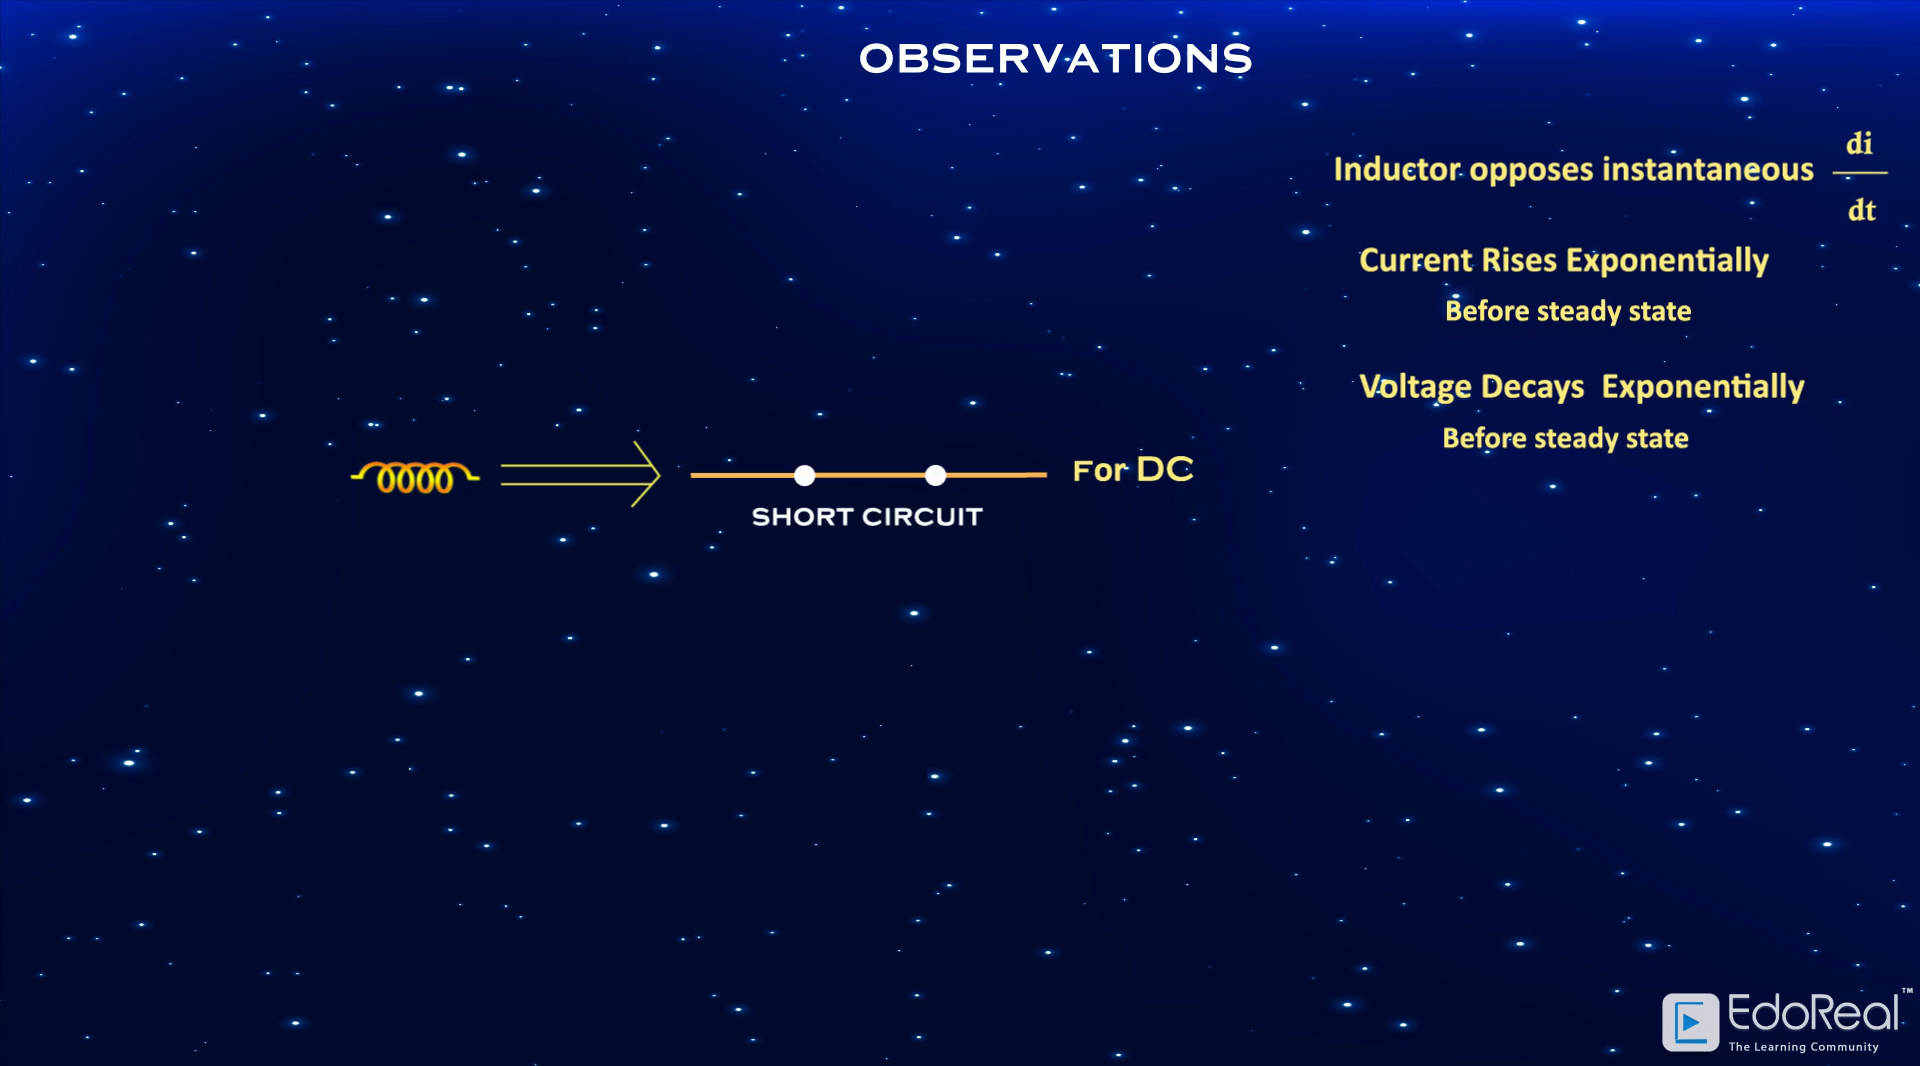 OBSERVATIONS
Inductor opposes instantaneous di/dt
Current Rises Exponentially
Before steady state
Voltage Decays Exponentially
Before steady state
For DC
SHORT CIRCUIT
EdoReal™
The Learning Community